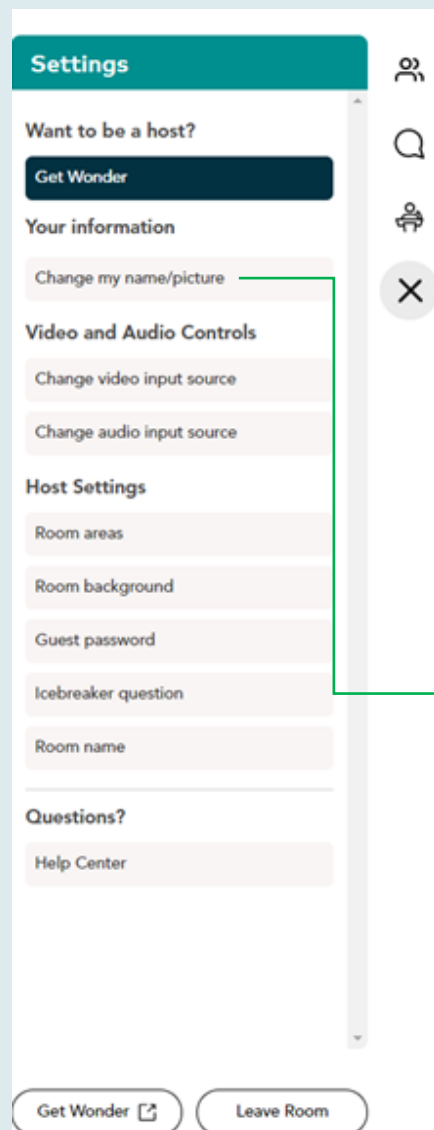 Settings
Want to be a host?
Get Wonder
Your information
Change my name/picture
Video and Audio Controls
Change video input source
Change audio input source
Host Settings
Room areas
Room background
Guest password
Icebreaker question
Room name
Questions?
Help Center
Get Wonder
Leave Room